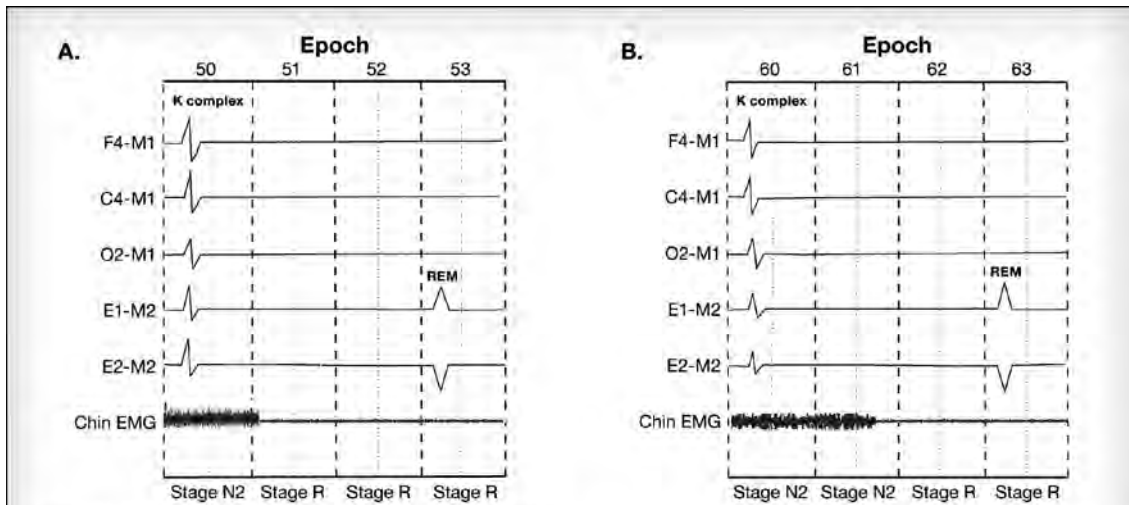 A.
Epoch
50 51 52 53
K complex
F4-M1
C4-M1
O2-M1
REM
E1-M2
E2-M2
Chin EMG
Stage N2 Stage R Stage R Stage R
B.
Epoch
60 61 62 63
K complex
F4-M1
C4-M1
O2-M1
REM
E1-M2
E2-M2
Chin EMG
Stage N2 Stage N2 Stage R Stage R